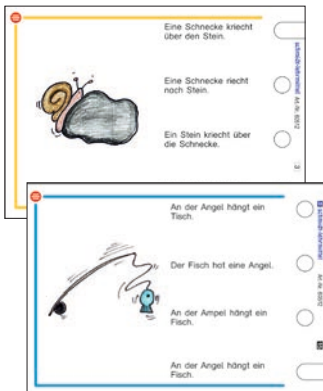 Eine Schnecke kriecht
über den Stein.
Eine Schnecke riecht
nach Stein.
Ein Stein kriecht über
die Schnecke.
An der Angel hängt ein
Tisch.
Der Fisch hat eine Angel.
An der Ampel hängt ein
Fisch.
An der Angel hängt ein
Fisch.